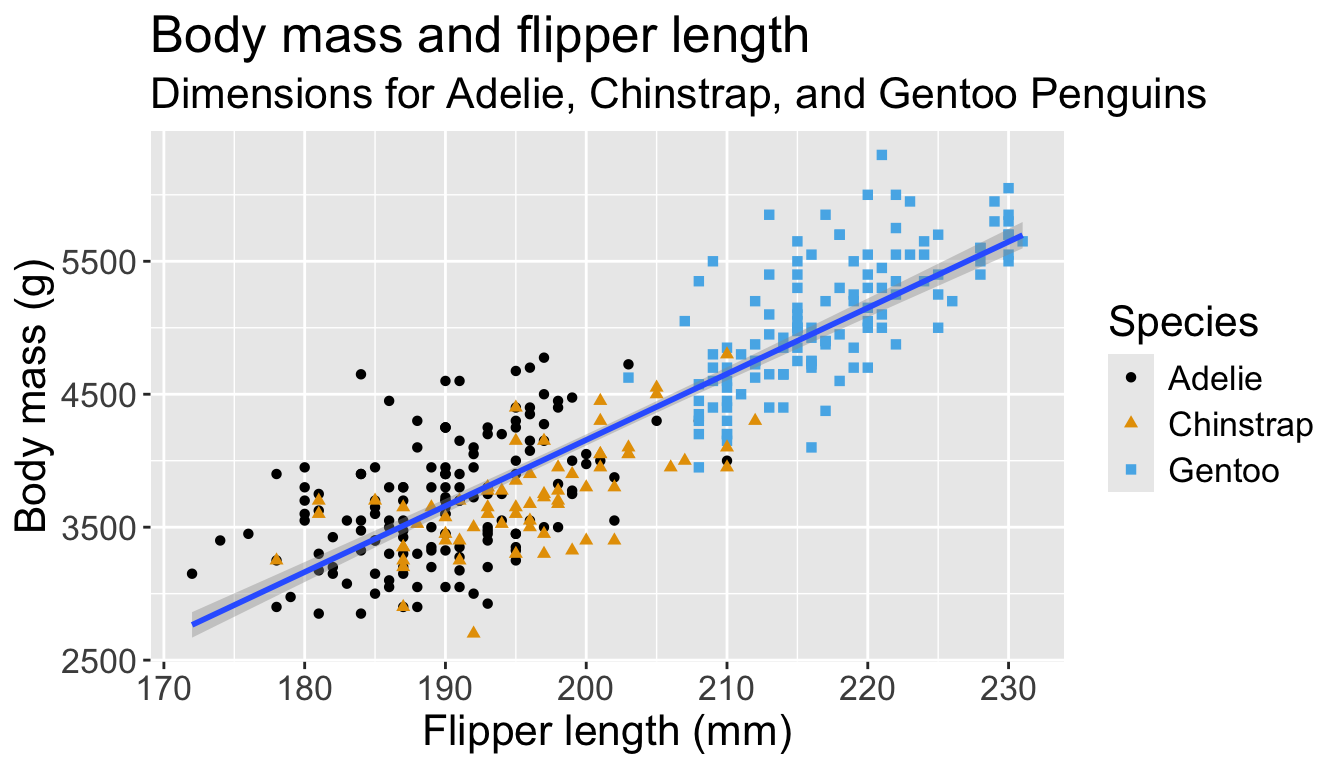 Body mass and flipper length
Dimensions for Adelie, Chinstrap, and Gentoo Penguins
Body mass (g)
5500
4500
3500
2500
170 180 190 200 210 220 230
Flipper length (mm)
Species
Adelie
Chinstrap
Gentoo